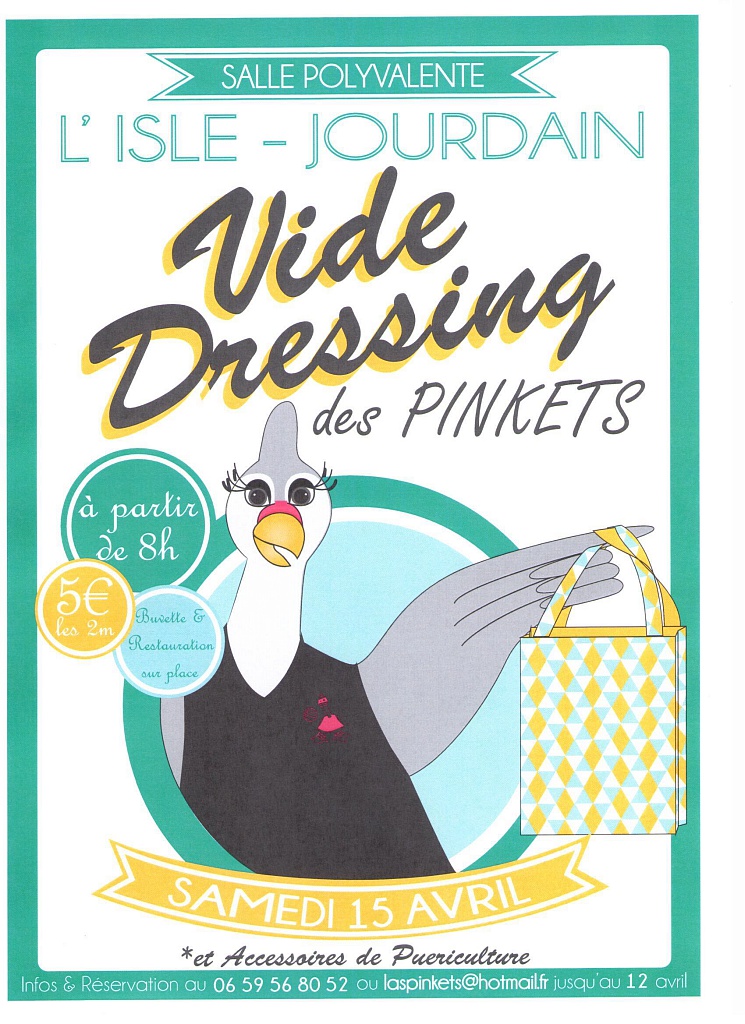 SALLE POLYVALENTE
L' ISLE - JOURDAIN
Vide
Dressing
des PINKETS
à partir
de 8h
5€
les 2m
Buvette &
Restauration
sur place
SAMEDI 15 AVRIL
*et Accessoires de Puericulture
Infos & Réservation au 06 59 56 80 52 ou laspinkets@hotmail.fr jusqu'au 12 avril